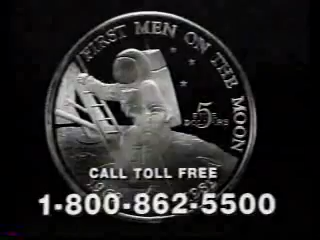 FIRST MEN ON THE MOON
5
DOLLARS
CALL TOLL FREE
1-800-862-5500